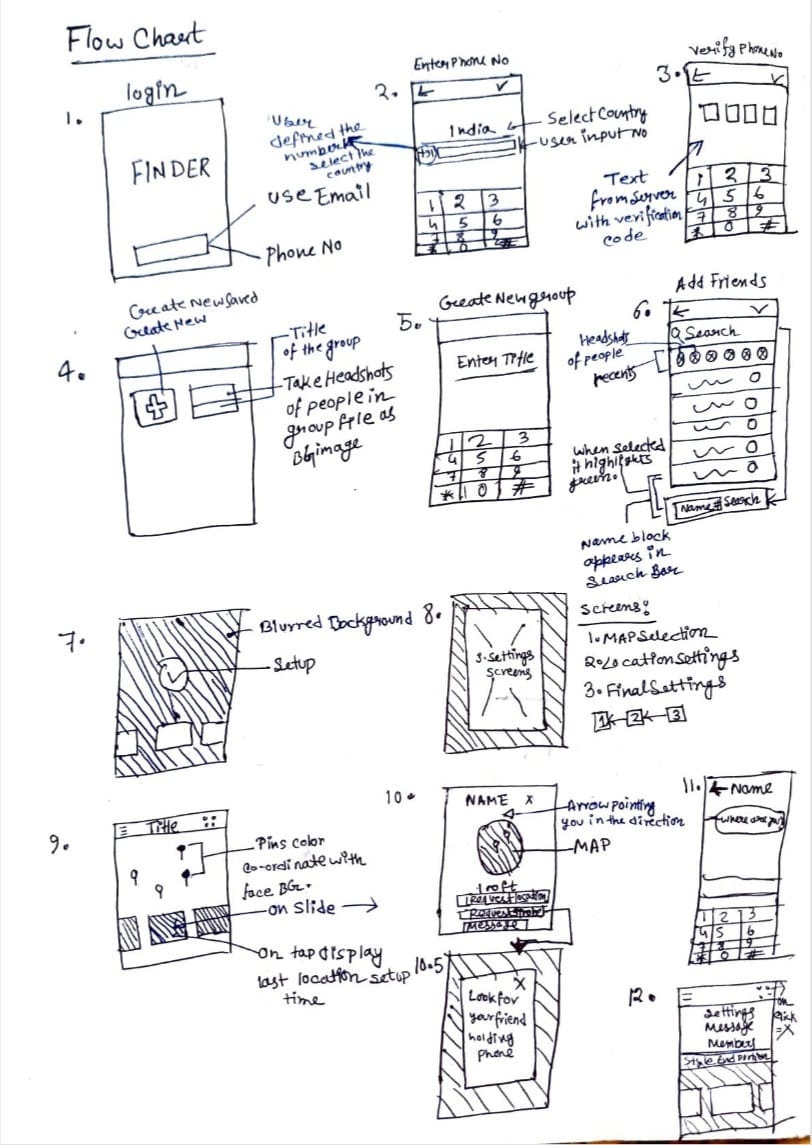 Flow Chart
1.
login
FINDER
use Email
Phone No
2.
Enter Phone No
India
Select Country
user input No
User
defined the
number
select the
country
1 2 3
4 5 6
7 8 9
* 0 #
3.
Verify Phone No
Text
from server
with verification
code
1 2 3
4 5 6
7 8 9
* 0 #
4.
Create New Saved
Create New
Title
of the group
Take Headshots
of people in
group file as
BG image
5.
Create New group
Enter Title
1 2 3
4 5 6
7 8 9
* 0 #
6.
Add Friends
Search
Headshots
of people
recents
when selected
it highlights
green.
Name # Search
Name block
appears in
Search Bar
7.
Blurred Background
Setup
8.
3. Settings
Screens
Screens:
1. MAP Selection
2. Location Settings
3. Final Settings
1 2 3
9.
Title
Pins color
Co-ordinate with
face BG.
on Slide
On tap display
last location setup
time
10.
NAME X
Arrow pointing
you in the direction
MAP
Request location
Request
Message
10.5
X
Look for
your friend
holding
phone
11.
Name
where are you
1 2 3
4 5 6
7 8 9
* 0 #
12.
on
click
= X
Settings
Message
Members